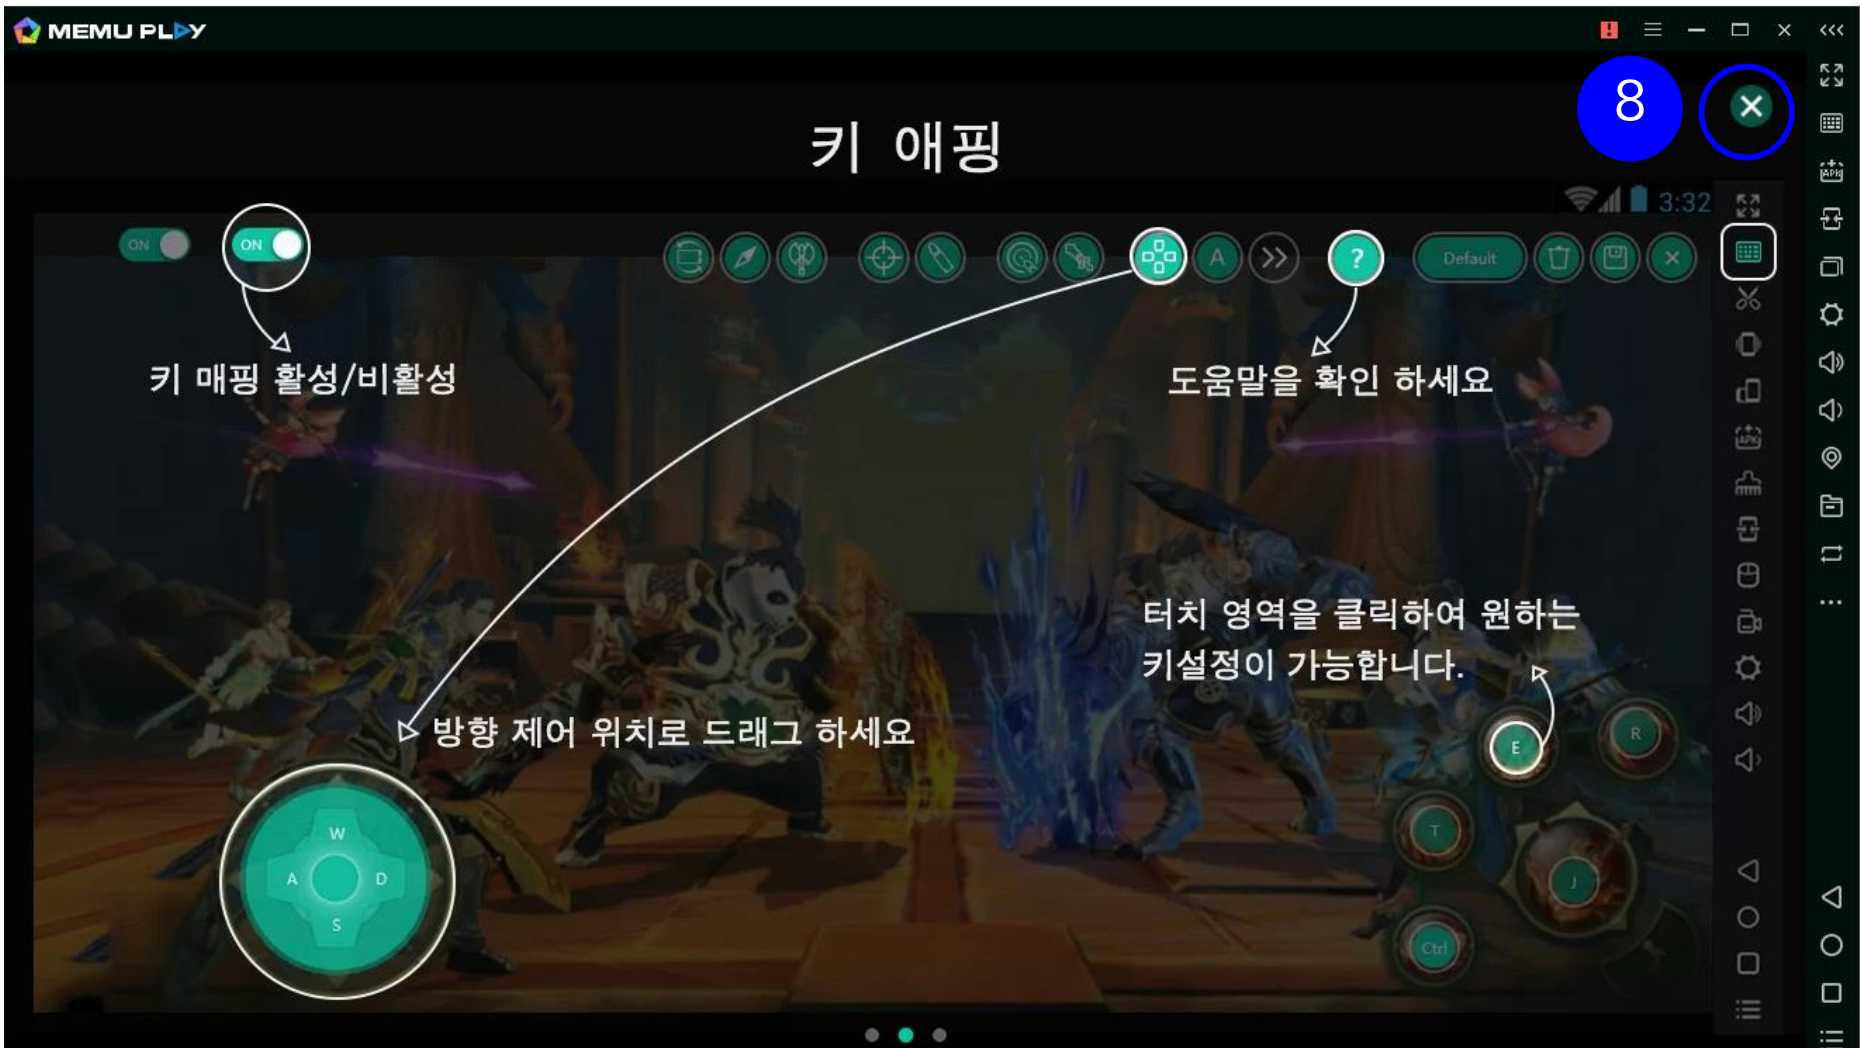 MEMU PLAY
8
키 애핑
3:32
ON
ON
A
?
Default
키 매핑 활성/비활성
도움말을 확인 하세요
APK
APK
터치 영역을 클릭하여 원하는
키설정이 가능합니다.
방향 제어 위치로 드래그 하세요
E
R
W
T
A
D
J
S
Ctrl